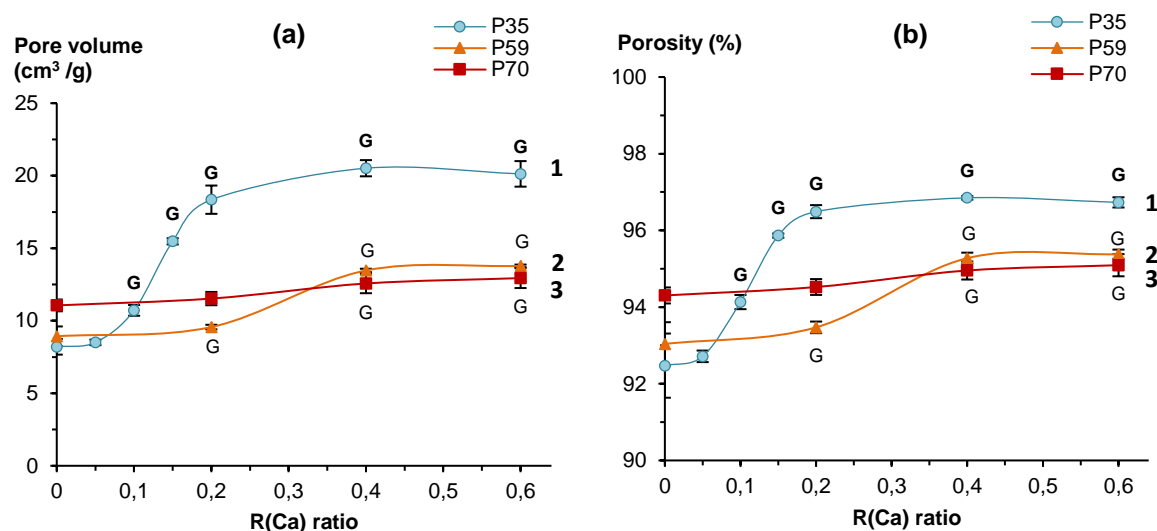 (a)
Pore volume
(cm³ /g)
P35
P59
P70
25
20
15
10
5
0
0
0,1
0,2
0,3
0,4
0,5
0,6
R(Ca) ratio
G
G
G
G
G
G
G
G
G
G
1
2
3
(b)
Porosity (%)
P35
P59
P70
100
98
96
94
92
90
0
0,1
0,2
0,3
0,4
0,5
0,6
R(Ca) ratio
G
G
G
G
G
G
G
G
G
G
1
2
3